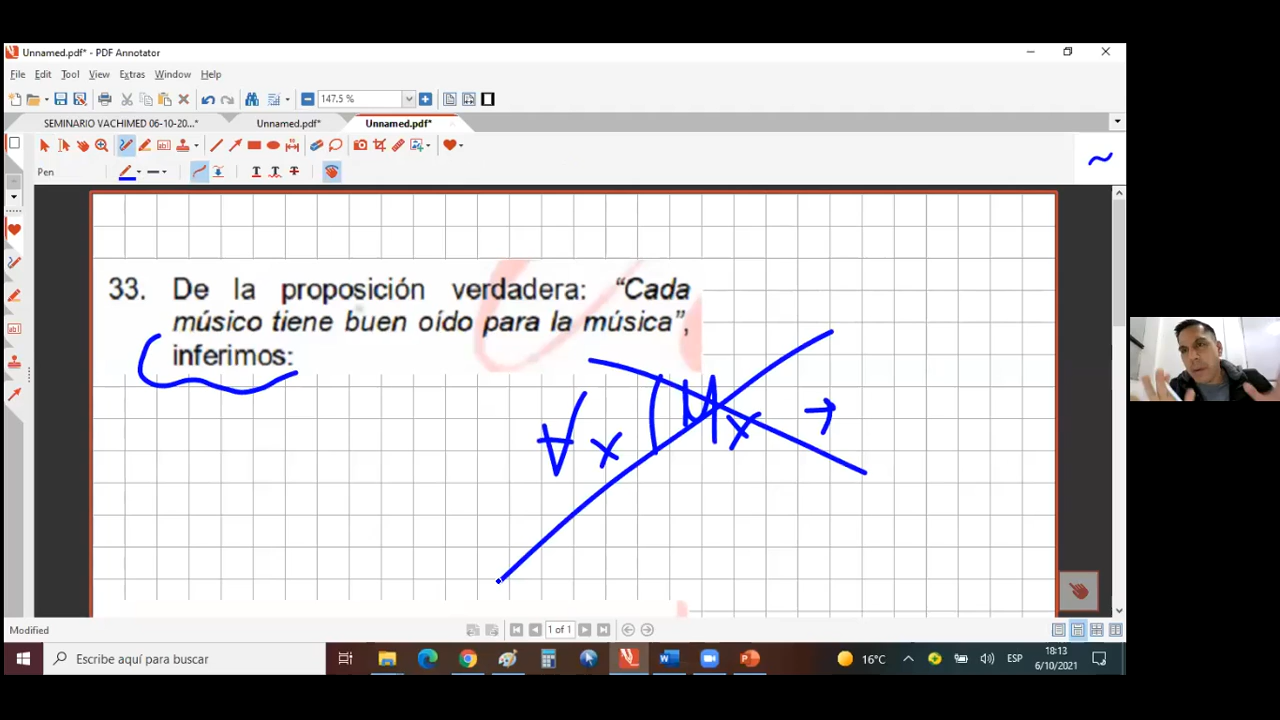 Unnamed.pdf* - PDF Annotator
File Edit Tool View Extras Window Help
147.5 %
SEMINARIO VACHIMED 06-10-20...* Unnamed.pdf* Unnamed.pdf*
Pen
33. De la proposición verdadera: “Cada
músico tiene buen oído para la música”,
inferimos:
∀ x ( M x →
Modified
1 of 1
Escribe aquí para buscar
16°C
ESP
18:13
6/10/2021